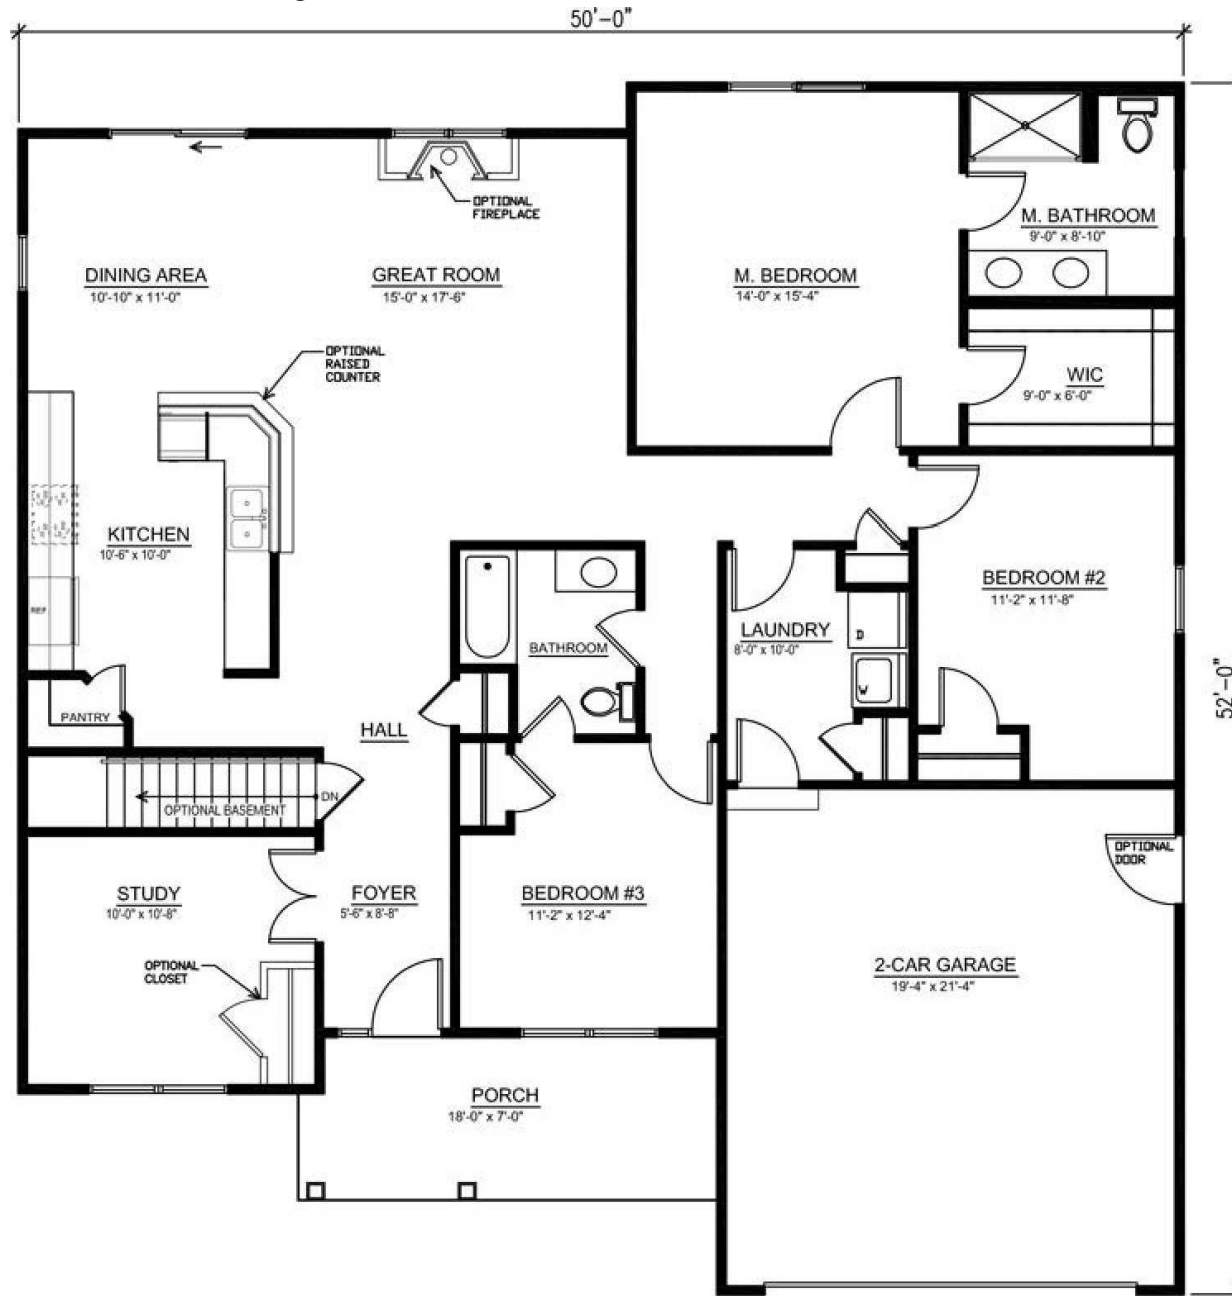 50'-0"
OPTIONAL
FIREPLACE
M. BATHROOM
9'-0" x 8'-10"
DINING AREA
10'-10" x 11'-0"
GREAT ROOM
15'-0" x 17'-6"
M. BEDROOM
14'-0" x 15'-4"
OPTIONAL
RAISED
COUNTER
WIC
9'-0" x 6'-0"
KITCHEN
10'-6" x 10'-0"
BEDROOM #2
11'-2" x 11'-8"
REF
LAUNDRY
8'-0" x 10'-0"
D
W
BATHROOM
52'-0"
PANTRY
HALL
DN
OPTIONAL BASEMENT
OPTIONAL
DOOR
STUDY
10'-0" x 10'-8"
FOYER
5'-6" x 8'-8"
BEDROOM #3
11'-2" x 12'-4"
OPTIONAL
CLOSET
2-CAR GARAGE
19'-4" x 21'-4"
PORCH
18'-0" x 7'-0"